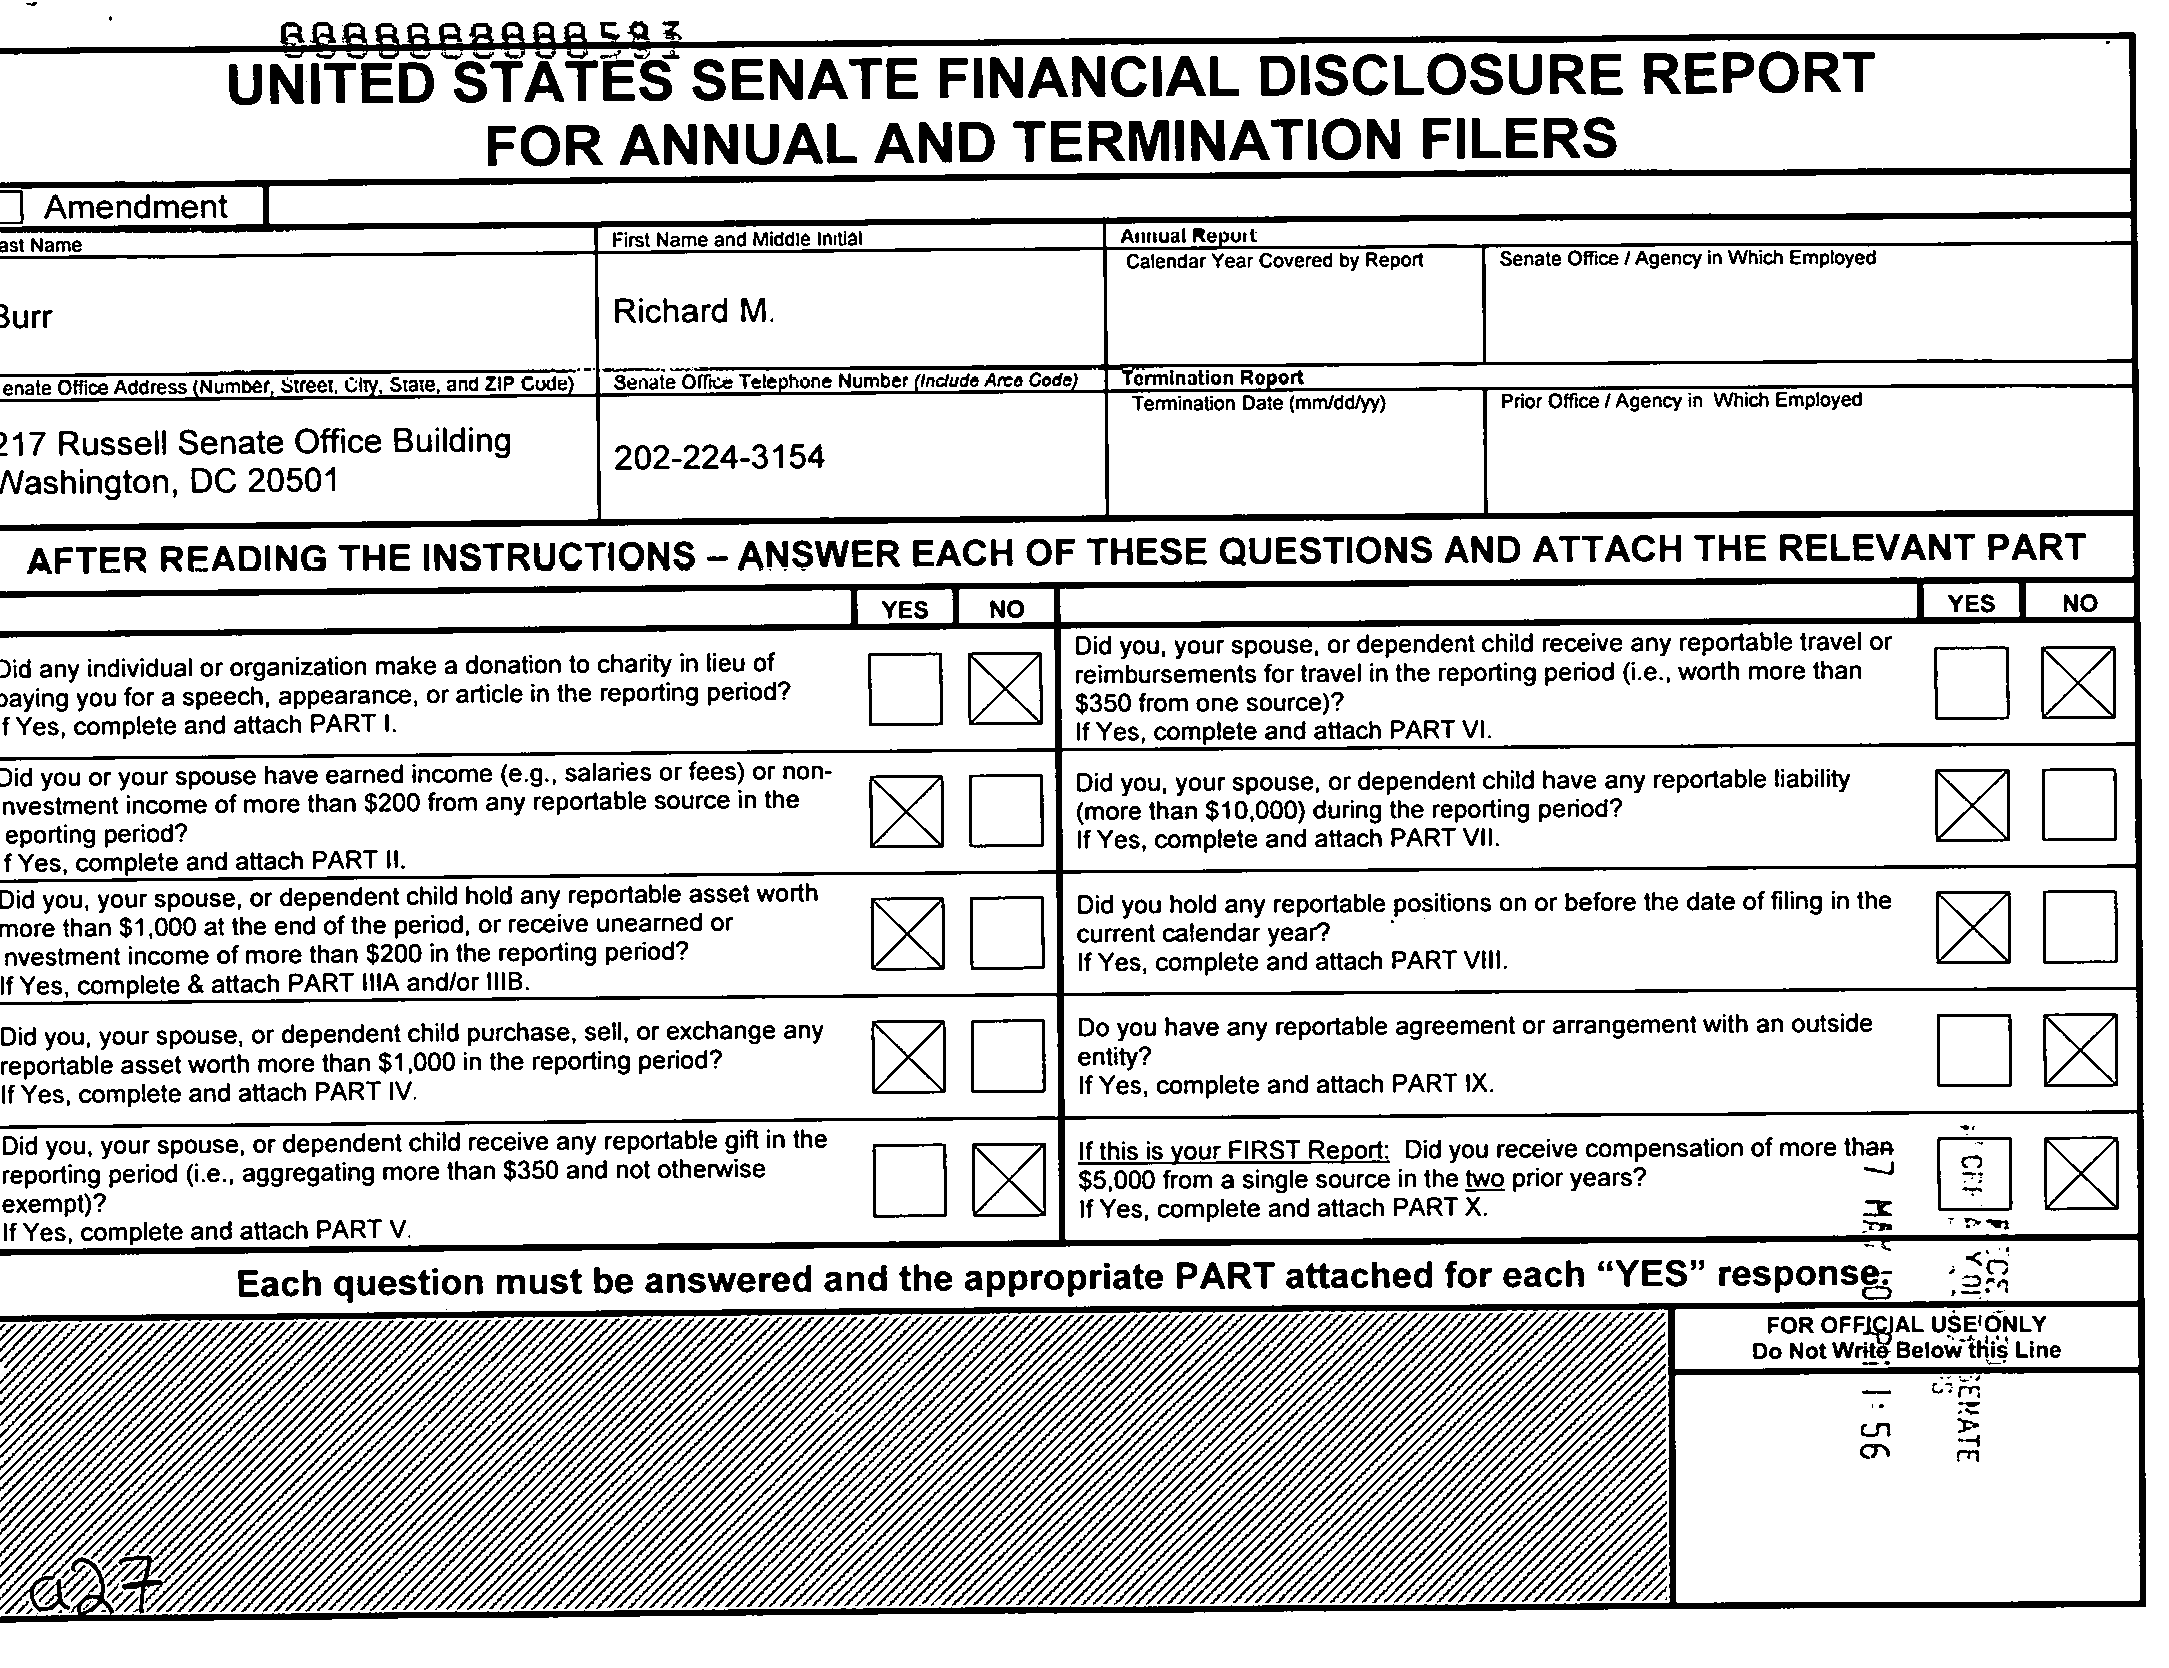 UNITED STATES SENATE FINANCIAL DISCLOSURE REPORT
FOR ANNUAL AND TERMINATION FILERS
Amendment
ast Name
First Name and Middle Initial
Annual Report
Calendar Year Covered by Report
Senate Office / Agency in Which Employed
Burr
Richard M.
enate Office Address (Number, Street, City, State, and ZIP Code)
Senate Office Telephone Number (Include Area Code)
Termination Report
Termination Date (mm/dd/yy)
Prior Office / Agency in Which Employed
217 Russell Senate Office Building
Washington, DC 20501
202-224-3154
AFTER READING THE INSTRUCTIONS – ANSWER EACH OF THESE QUESTIONS AND ATTACH THE RELEVANT PART
YES NO
YES NO
Did any individual or organization make a donation to charity in lieu of
paying you for a speech, appearance, or article in the reporting period?
f Yes, complete and attach PART I.
Did you, your spouse, or dependent child receive any reportable travel or
reimbursements for travel in the reporting period (i.e., worth more than
$350 from one source)?
If Yes, complete and attach PART VI.
Did you or your spouse have earned income (e.g., salaries or fees) or non-
nvestment income of more than $200 from any reportable source in the
eporting period?
f Yes, complete and attach PART II.
Did you, your spouse, or dependent child have any reportable liability
(more than $10,000) during the reporting period?
If Yes, complete and attach PART VII.
Did you, your spouse, or dependent child hold any reportable asset worth
more than $1,000 at the end of the period, or receive unearned or
nvestment income of more than $200 in the reporting period?
If Yes, complete & attach PART IIIA and/or IIIB.
Did you hold any reportable positions on or before the date of filing in the
current calendar year?
If Yes, complete and attach PART VIII.
Did you, your spouse, or dependent child purchase, sell, or exchange any
reportable asset worth more than $1,000 in the reporting period?
If Yes, complete and attach PART IV.
Do you have any reportable agreement or arrangement with an outside
entity?
If Yes, complete and attach PART IX.
Did you, your spouse, or dependent child receive any reportable gift in the
reporting period (i.e., aggregating more than $350 and not otherwise
exempt)?
If Yes, complete and attach PART V.
If this is your FIRST Report: Did you receive compensation of more than
$5,000 from a single source in the two prior years?
If Yes, complete and attach PART X.
Each question must be answered and the appropriate PART attached for each “YES” response.
FOR OFFICIAL USE ONLY
Do Not Write Below this Line
SENATE
1:56
a27